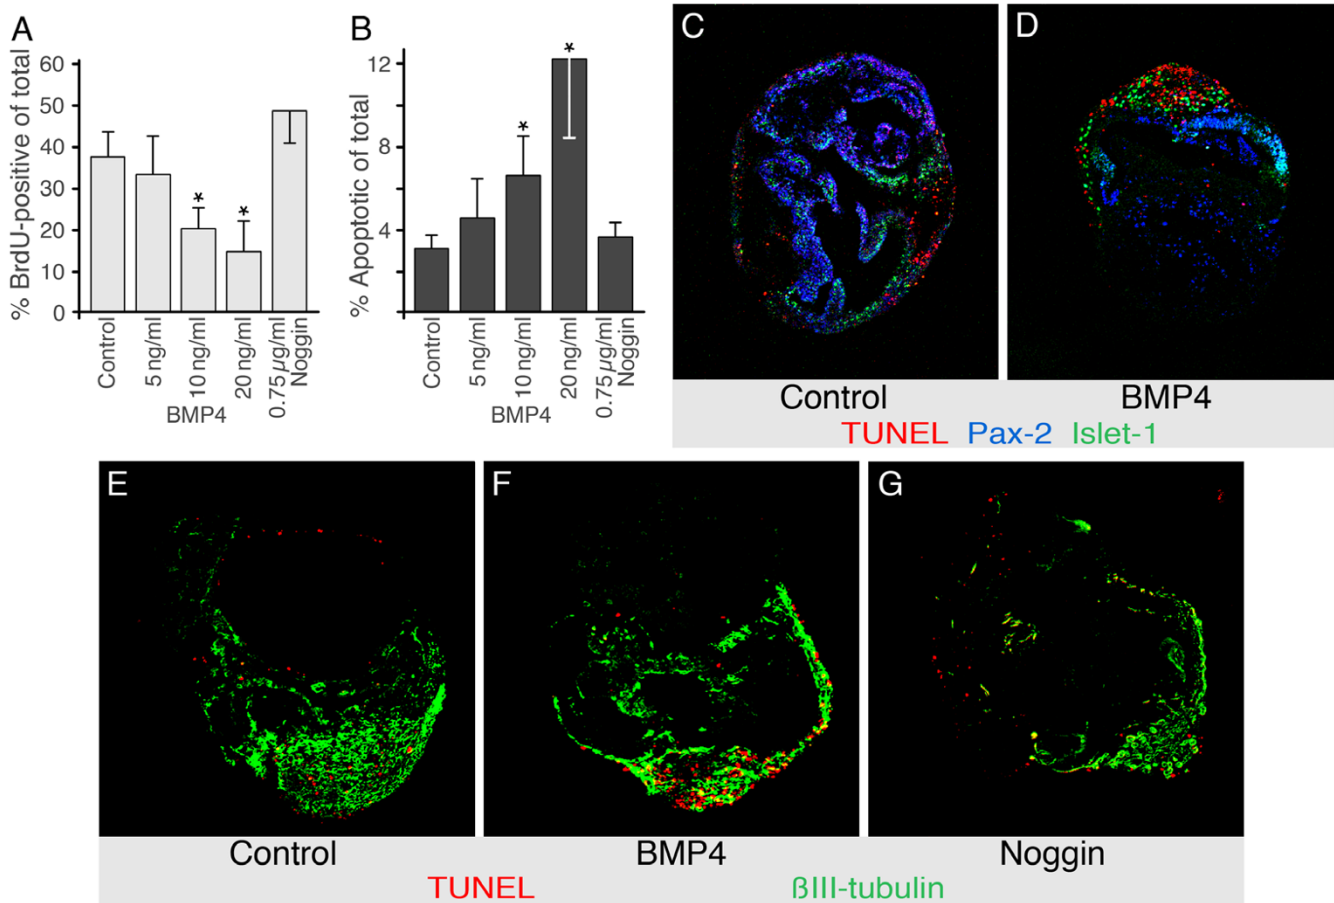 A
% BrdU-positive of total
60
50
40
30
20
10
0
* *
Control
5 ng/ml
10 ng/ml
20 ng/ml
0.75 µg/ml
Noggin
BMP4
B
% Apoptotic of total
12
8
4
* *
Control
5 ng/ml
10 ng/ml
20 ng/ml
0.75 µg/ml
Noggin
BMP4
C
D
Control
BMP4
TUNEL Pax-2 Islet-1
E
F
G
Control
BMP4
Noggin
TUNEL
ßIII-tubulin